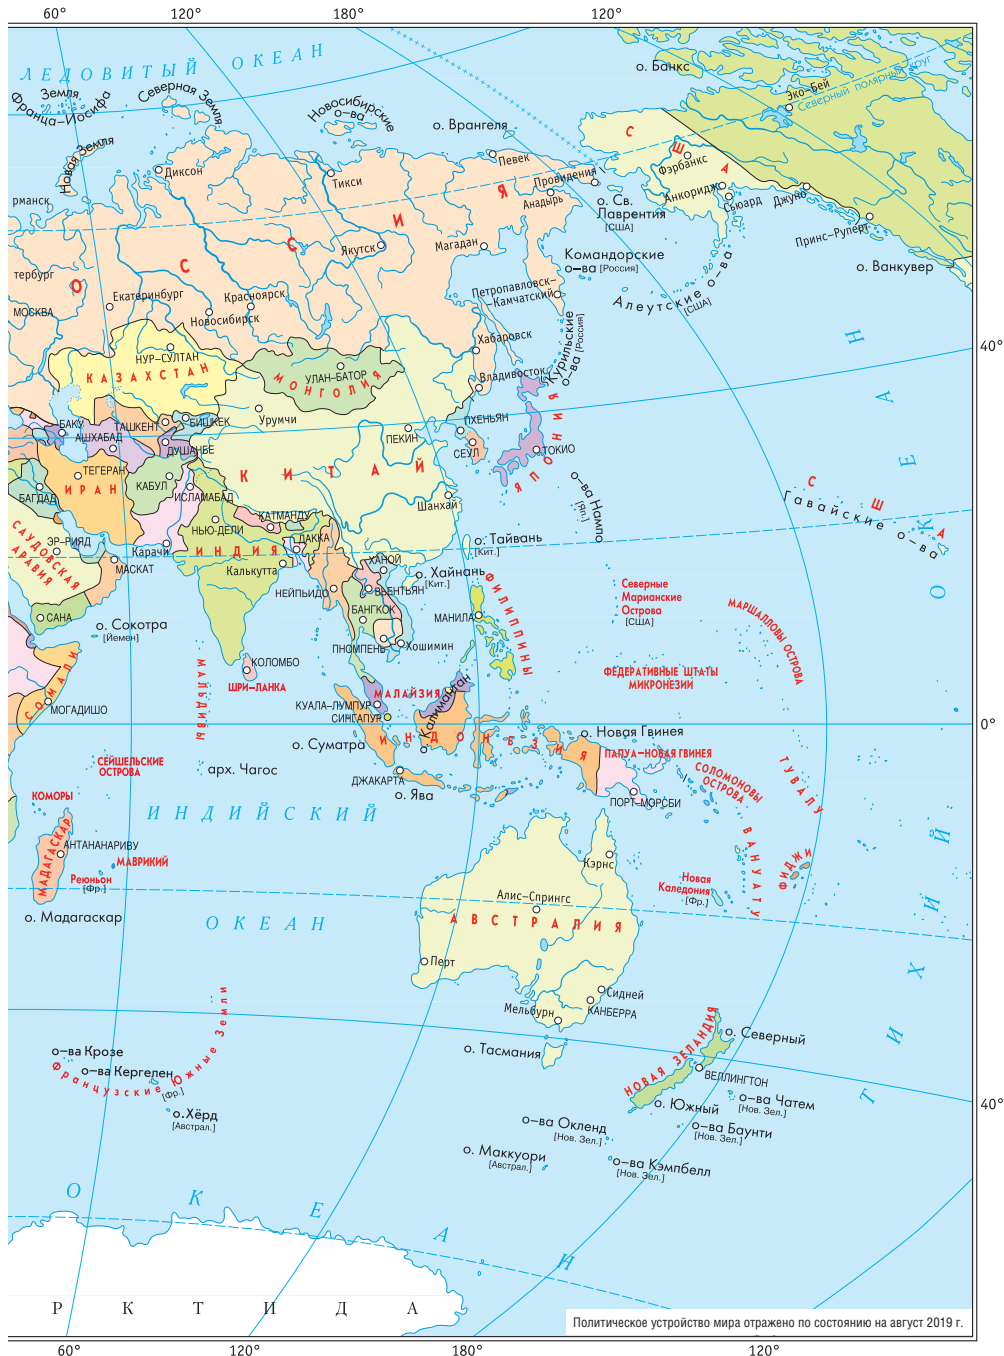 60° 120° 180° 120°
ЛЕДОВИТЫЙ ОКЕАН
о. Банкс
Земля
Франца–Иосифа
Северная Земля
Новосибирские
о–ва
Эко–Бей
Северный полярный круг
о. Врангеля
Новая Земля
США
Диксон
Тикси
Певек
Провидения
Фэрбанкс
Анкоридж
Сьюард
Джуно
рманск
Анадырь
о. Св.
Лаврентия
[США]
РОССИЯ
Якутск
Магадан
Принс–Руперт
Командорские
о–ва [Россия]
о. Ванкувер
тербург
Петропавловск–
–Камчатский
Алеутские о–ва
[США]
МОСКВА
Екатеринбург
Красноярск
Новосибирск
Хабаровск
Курильские
о–ва [Россия]
НУР–СУЛТАН
КАЗАХСТАН
УЛАН–БАТОР
МОНГОЛИЯ
Владивосток
40°
БАКУ
АШХАБАД
ТАШКЕНТ
БИШКЕК
Урумчи
ПЕКИН
ПХЕНЬЯН
СЕУЛ
ЯПОНИЯ
ТОКИО
ДУШАНБЕ
ТЕГЕРАН
ИРАН
БАГДАД
КАБУЛ
ИСЛАМАБАД
КИТАЙ
Шанхай
о–ва Нампо
[Яп.]
США
Гавайские о–ва
САУДОВСКАЯ
АРАВИЯ
ЭР–РИЯД
НЬЮ–ДЕЛИ
КАТМАНДУ
Карачи
ИНДИЯ
ДАККА
МАСКАТ
Калькутта
ХАНОЙ
о. Тайвань
[Кит.]
о. Хайнань
[Кит.]
НЕЙПЬИДО
ВЬЕНТЬЯН
ФИЛИППИНЫ
Северные
Марианские
Острова
[США]
САНА
о. Сокотра
[Йемен]
БАНГКОК
МАНИЛА
МАРШАЛЛОВЫ ОСТРОВА
ПНОМПЕНЬ
Хошимин
СОМАЛИ
МАЛЬДИВЫ
КОЛОМБО
ШРИ–ЛАНКА
МАЛАЙЗИЯ
Калимантан
ФЕДЕРАТИВНЫЕ ШТАТЫ
МИКРОНЕЗИИ
МОГАДИШО
КУАЛА–ЛУМПУР
СИНГАПУР
0°
ИНДОНЕЗИЯ
о. Суматра
о. Новая Гвинея
ПАПУА–НОВАЯ ГВИНЕЯ
СЕЙШЕЛЬСКИЕ
ОСТРОВА
арх. Чагос
ДЖАКАРТА
о. Ява
СОЛОМОНОВЫ
ОСТРОВА
ТУВАЛУ
КОМОРЫ
ПОРТ–МОРСБИ
ИНДИЙСКИЙ
МАДАГАСКАР
АНТАНАНАРИВУ
МАВРИКИЙ
Реюньон
[Фр.]
Кэрнс
ВАНУАТУ
ФИДЖИ
Новая
Каледония
[Фр.]
Алис–Спрингс
о. Мадагаскар
ОКЕАН
АВСТРАЛИЯ
Перт
ТИХИЙ ОКЕАН
Сидней
КАНБЕРРА
Мельбурн
о. Тасмания
НОВАЯ ЗЕЛАНДИЯ
о. Северный
ВЕЛЛИНГТОН
о–ва Крозе
о–ва Кергелен
Французские Южные Земли
[Фр.]
о.Хёрд
[Австрал.]
о. Южный
о–ва Чатем
[Нов. Зел.]
40°
о–ва Окленд
[Нов. Зел.]
о–ва Баунти
[Нов. Зел.]
о. Маккуори
[Австрал.]
о–ва Кэмпбелл
[Нов. Зел.]
ОКЕАН
РКТИДА
Политическое устройство мира отражено по состоянию на август 2019 г.
60° 120° 180° 120°